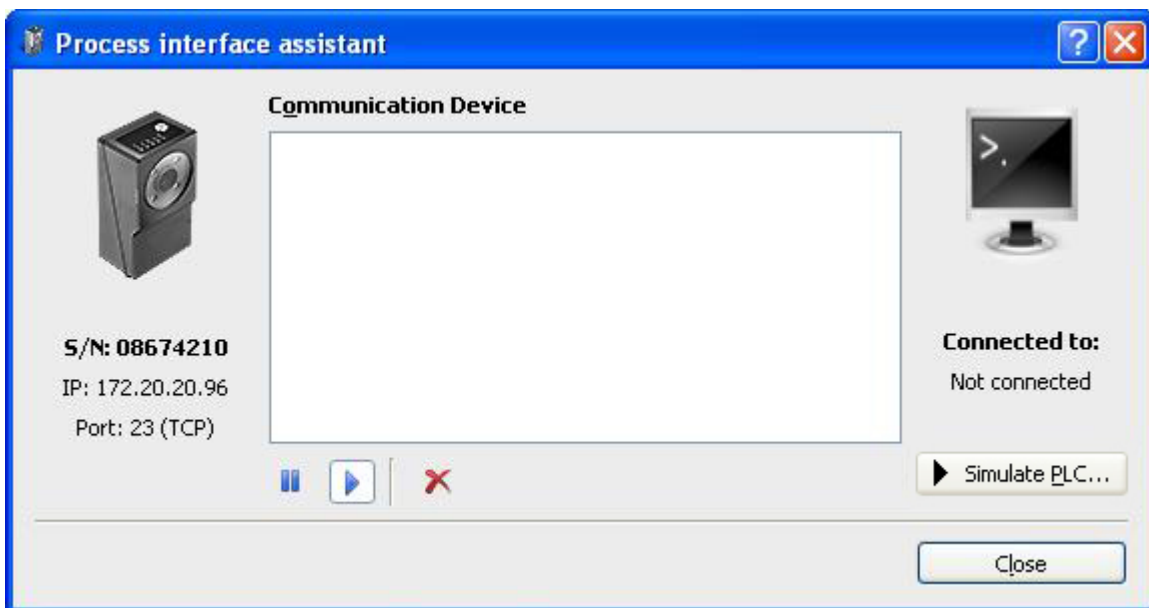 Process interface assistant
Communication Device
>.
S/N: 08674210
IP: 172.20.20.96
Port: 23 (TCP)
Connected to:
Not connected
Simulate PLC...
Close